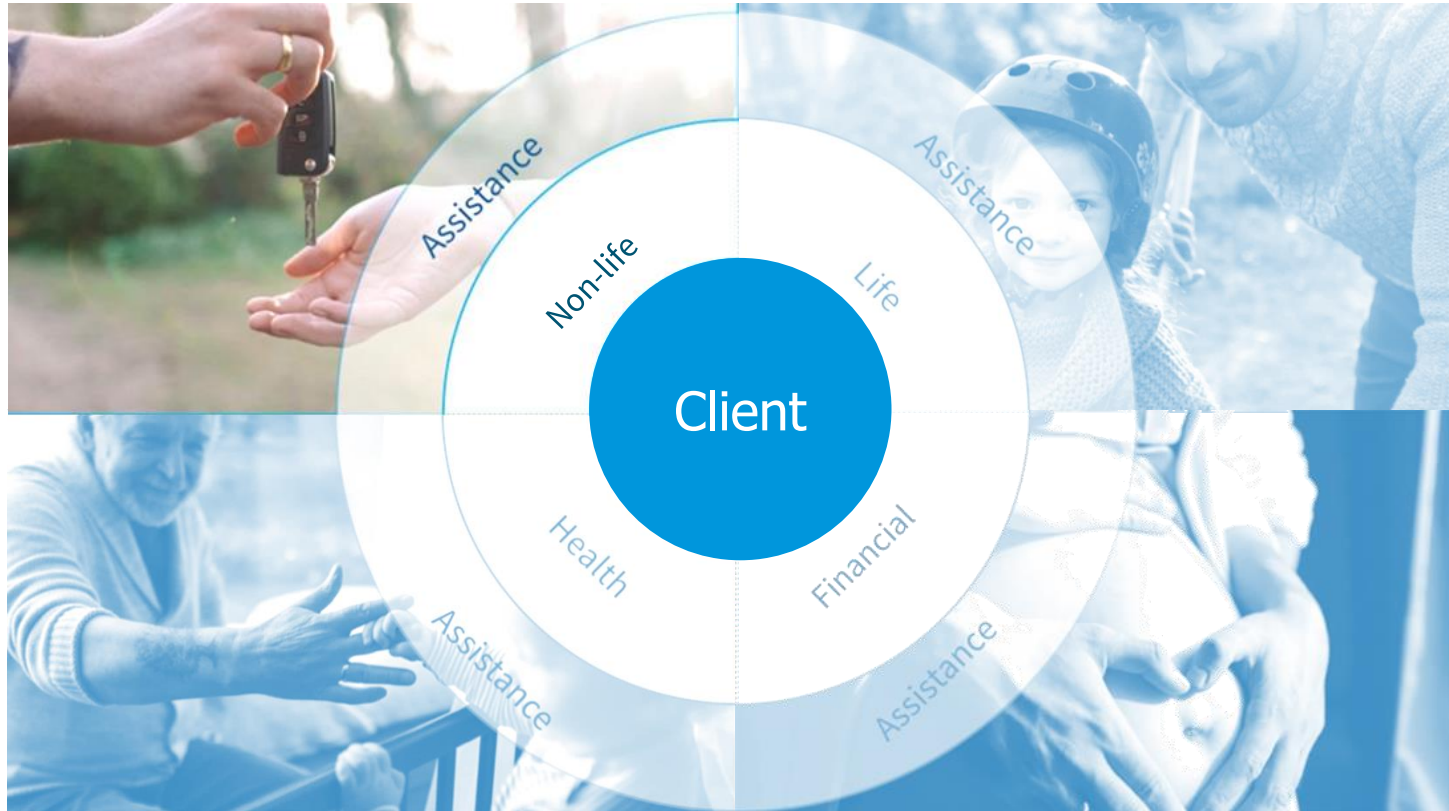 Assistance
Assistance
Non-life
Life
Client
Health
Financial
Assistance
Assistance